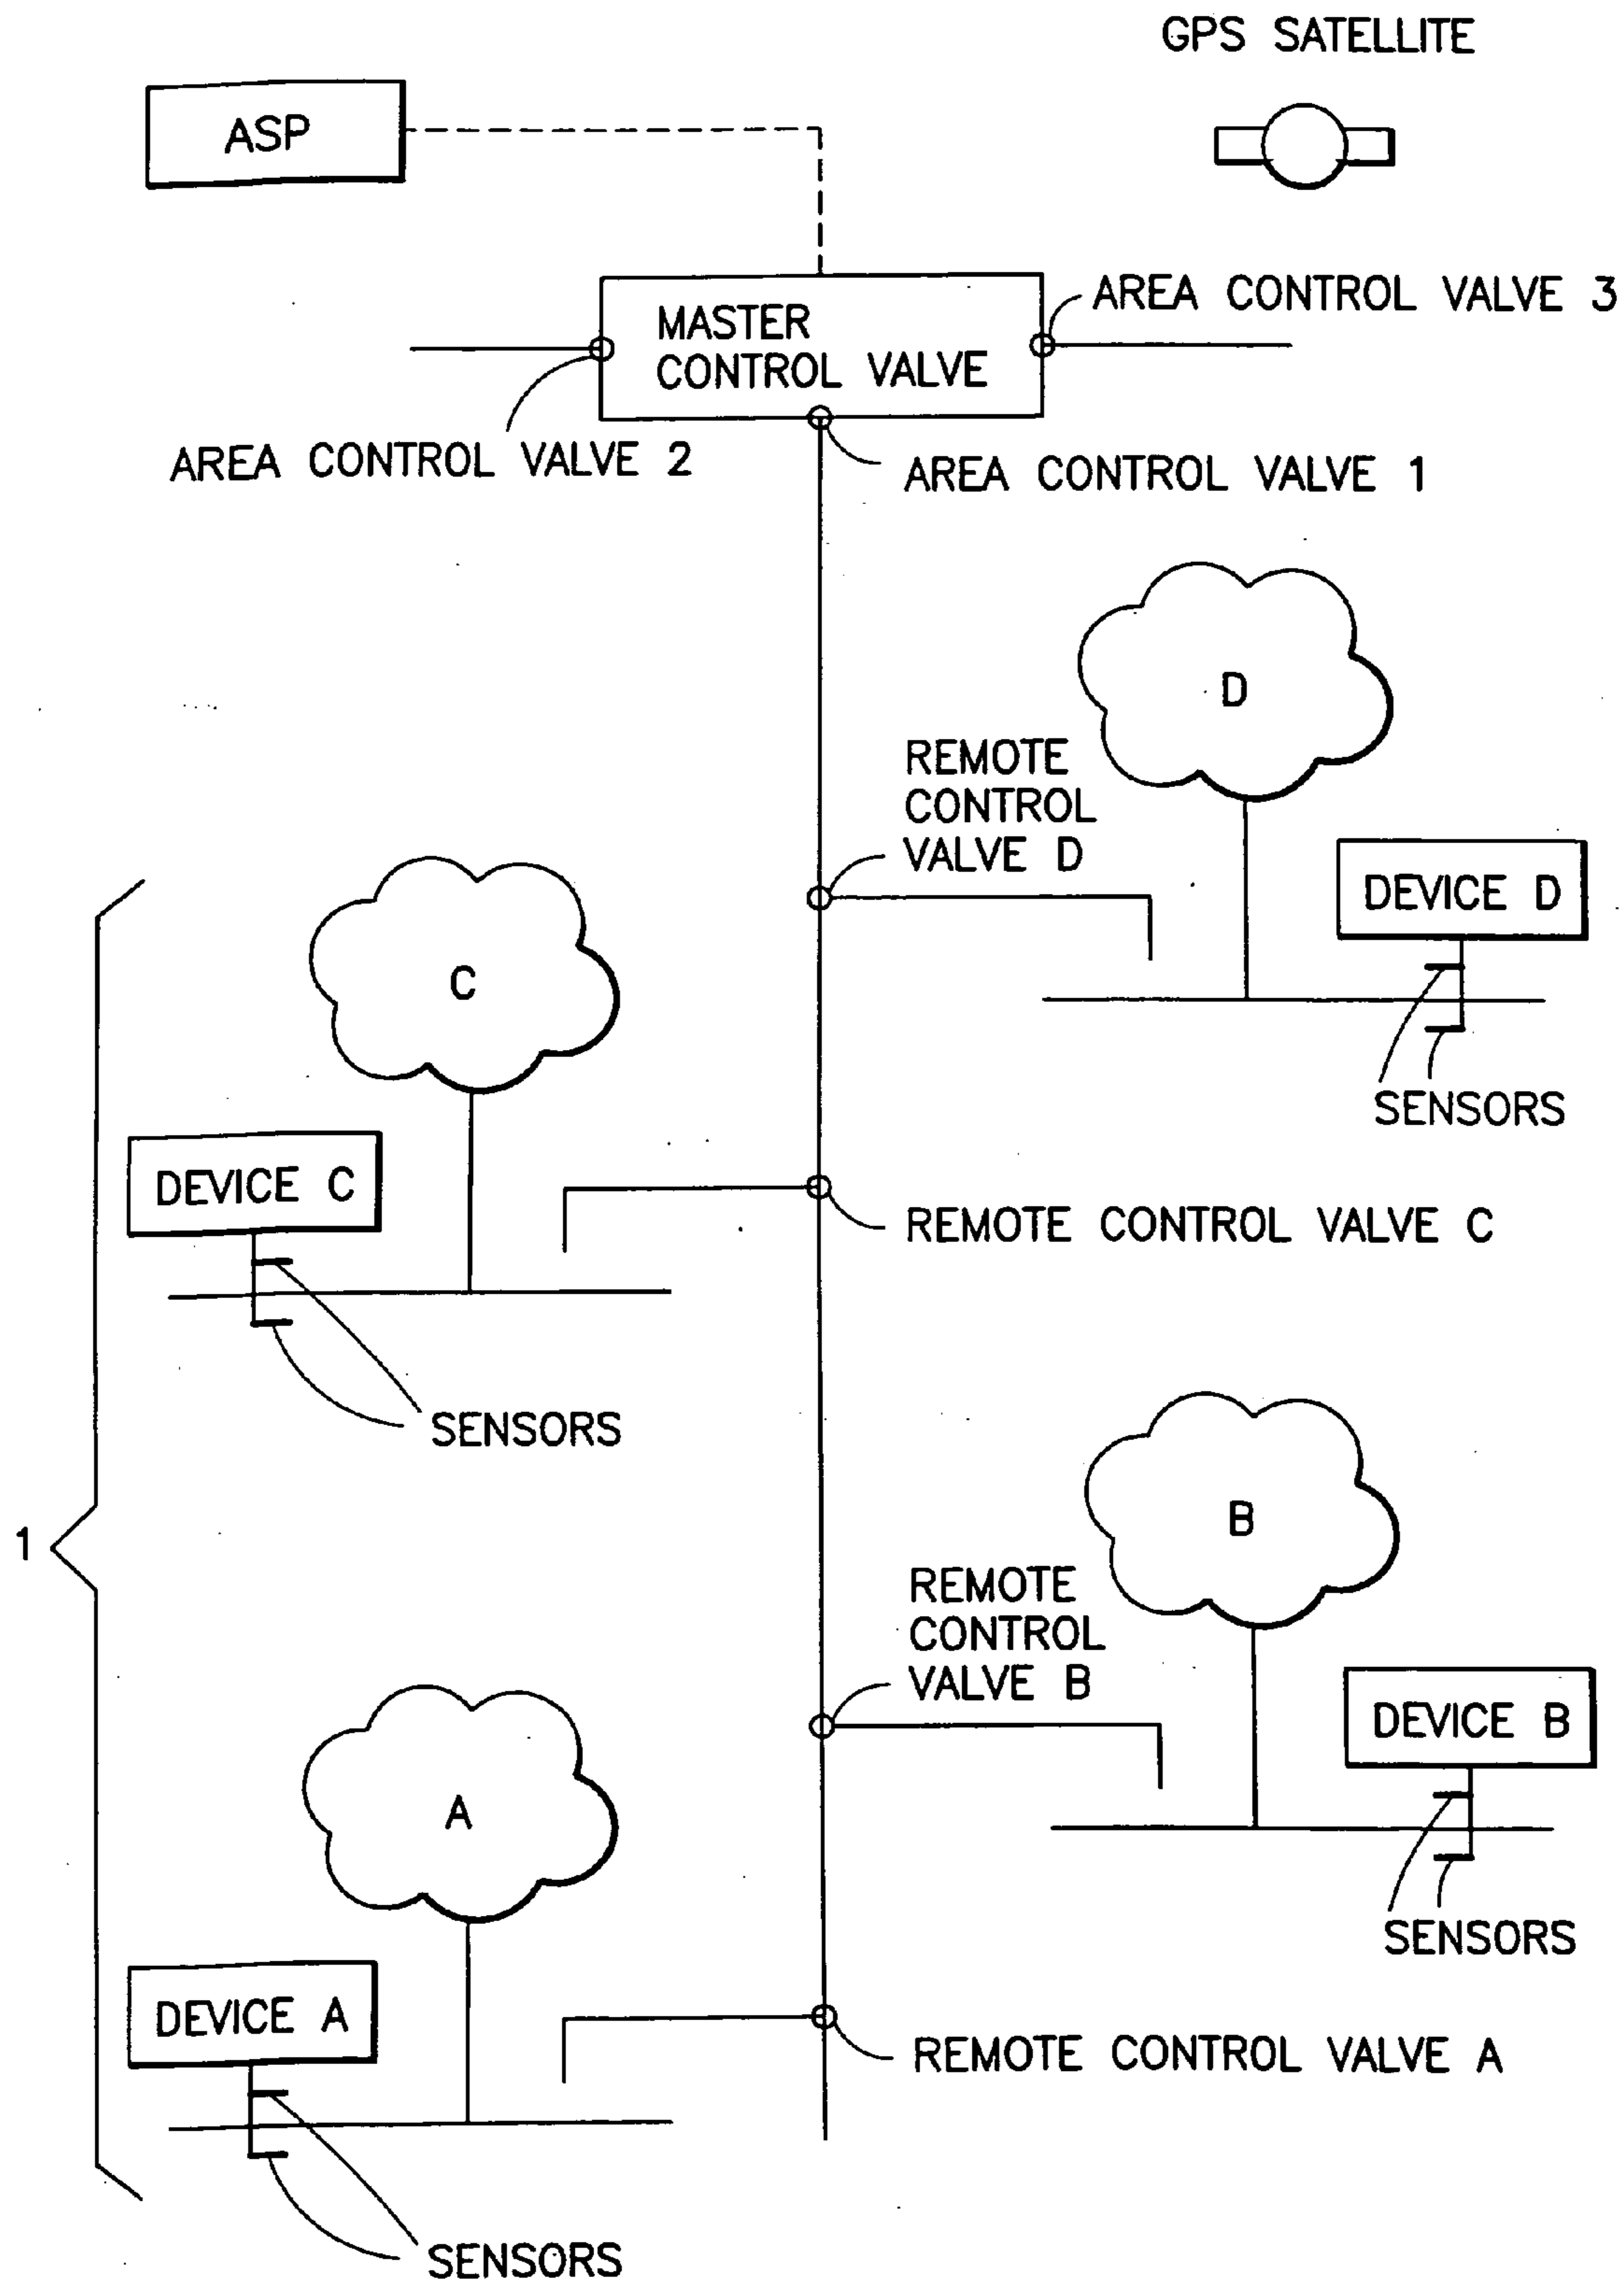 GPS SATELLITE
ASP
AREA CONTROL VALVE 3
MASTER
CONTROL VALVE
AREA CONTROL VALVE 2
AREA CONTROL VALVE 1
D
REMOTE
CONTROL
VALVE D
DEVICE D
C
SENSORS
DEVICE C
REMOTE CONTROL VALVE C
SENSORS
B
1
REMOTE
CONTROL
VALVE B
DEVICE B
A
SENSORS
DEVICE A
REMOTE CONTROL VALVE A
SENSORS